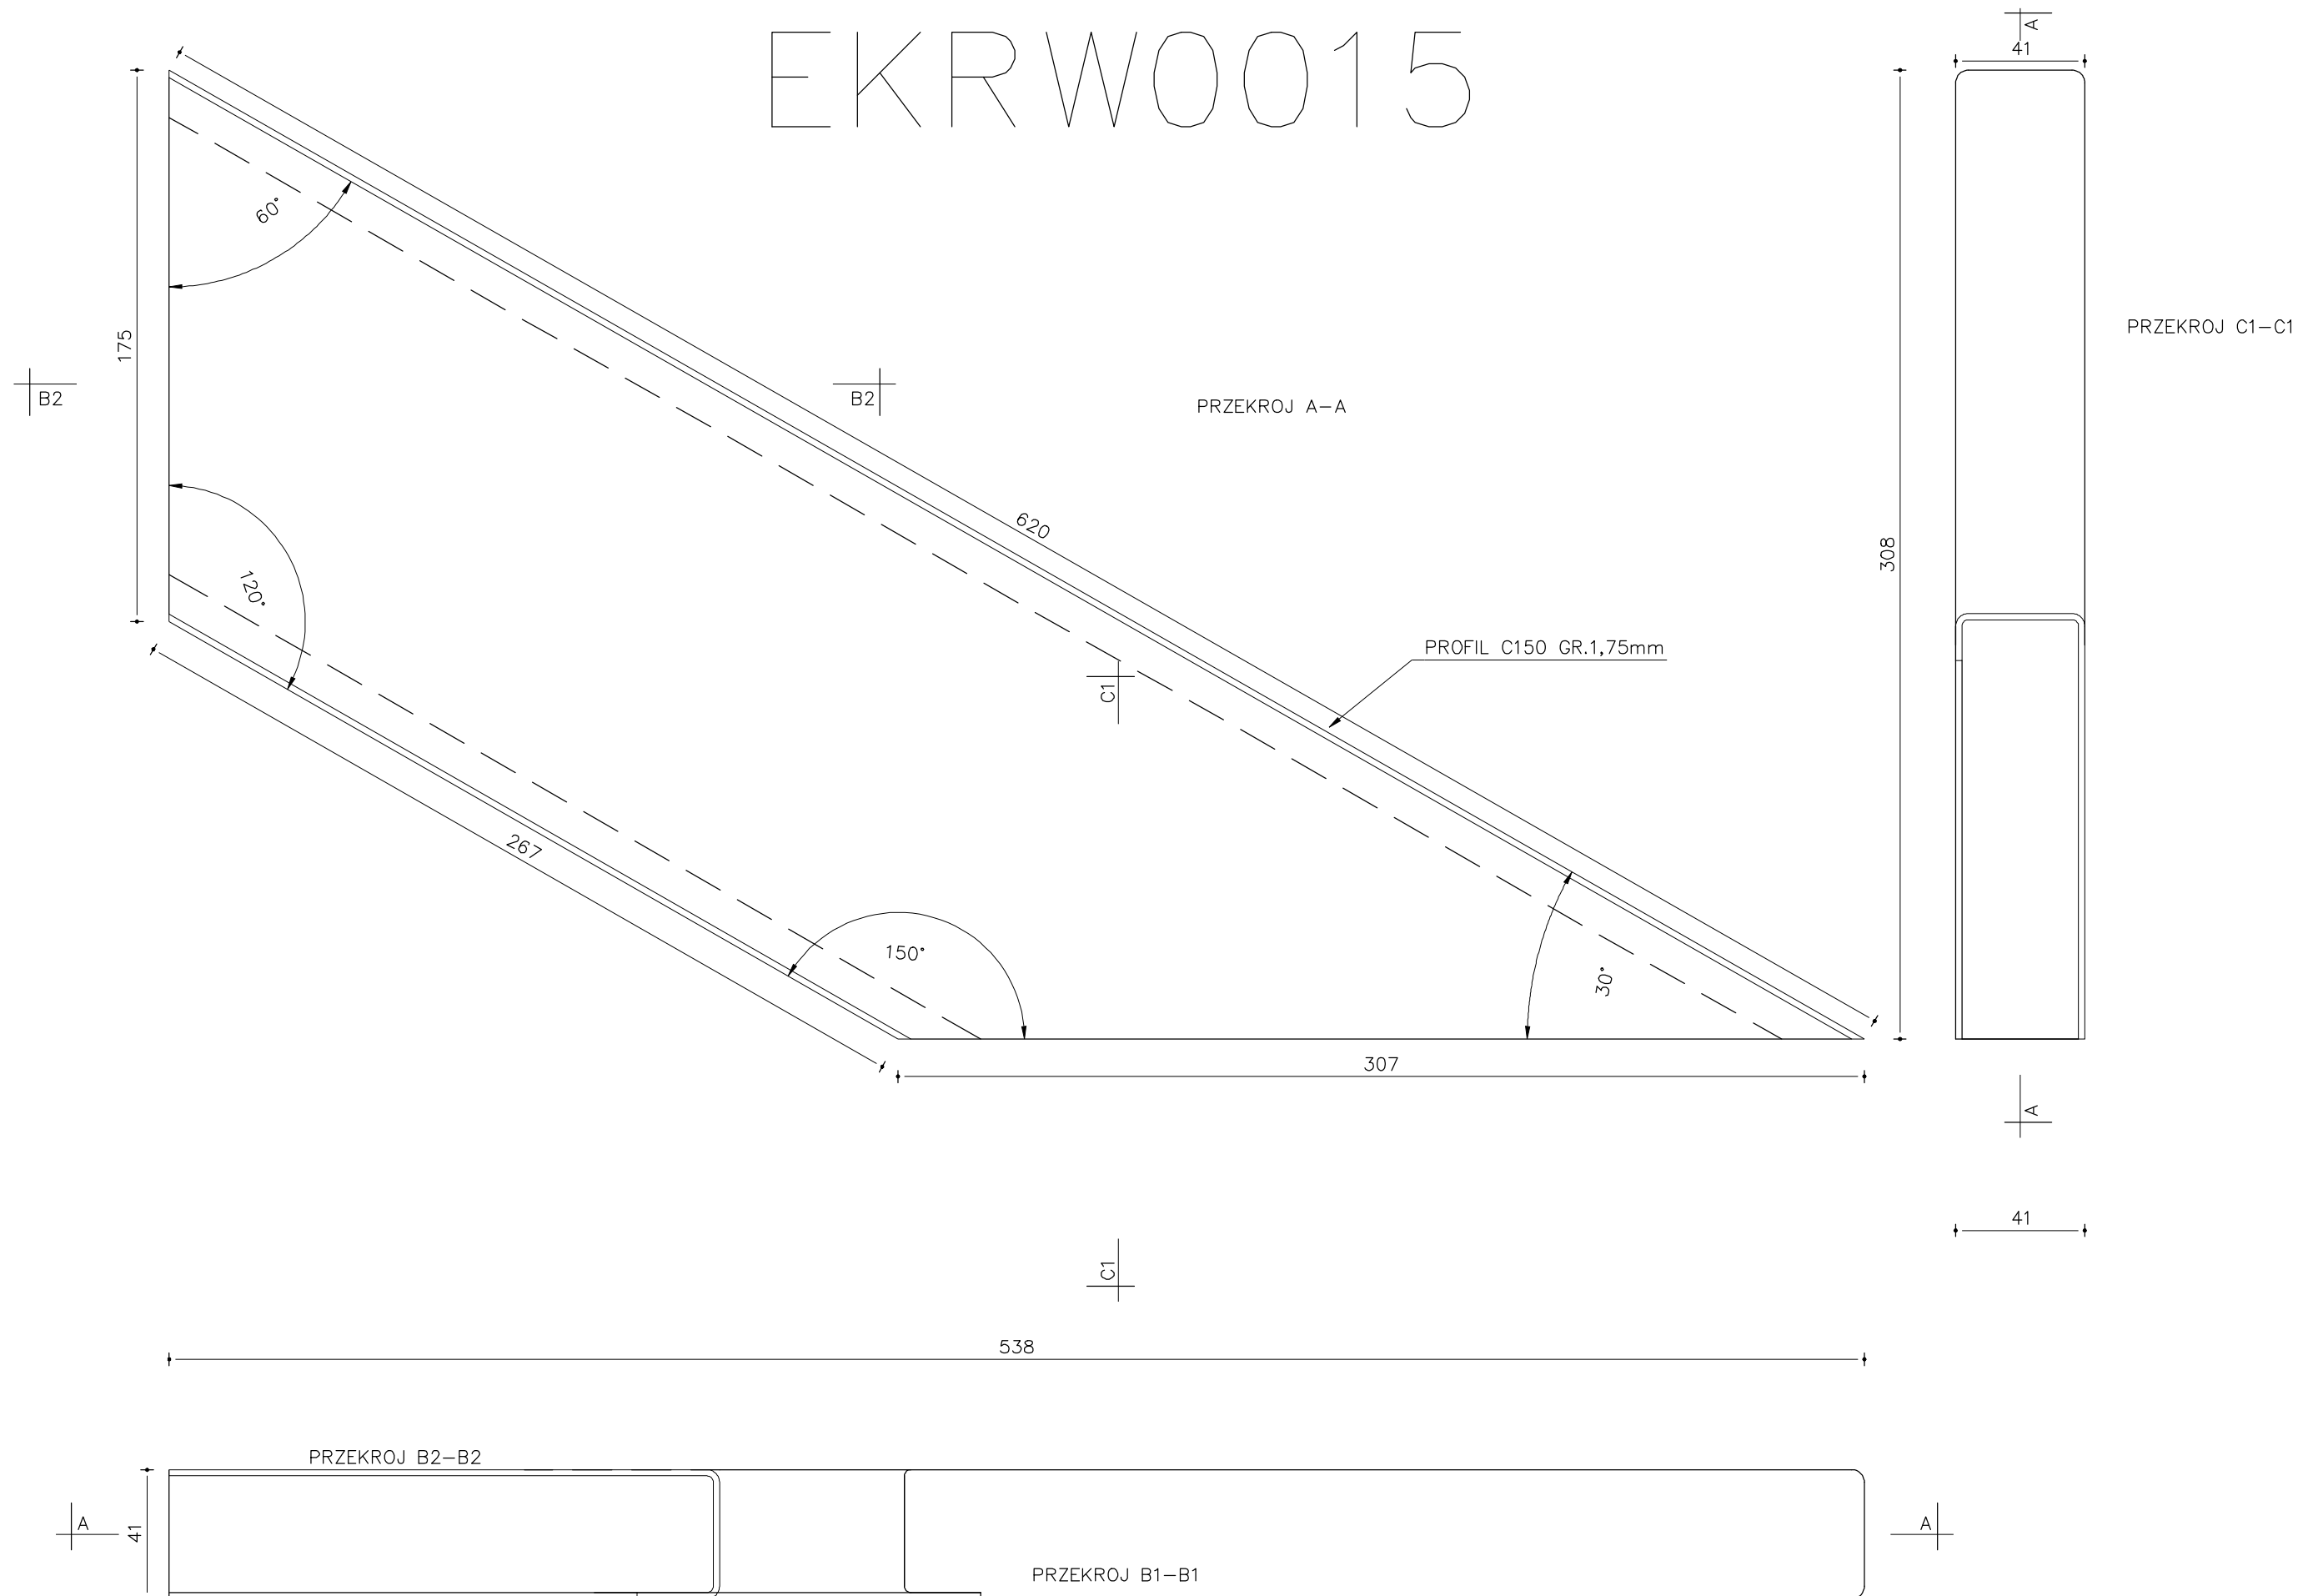 EKRW0015
A
41
PRZEKROJ C1-C1
60°
175
B2
B2
PRZEKROJ A-A
620
308
120°
PROFIL C150 GR.1,75mm
C1
267
150°
30°
307
A
41
C1
538
PRZEKROJ B2-B2
A
41
A
PRZEKROJ B1-B1